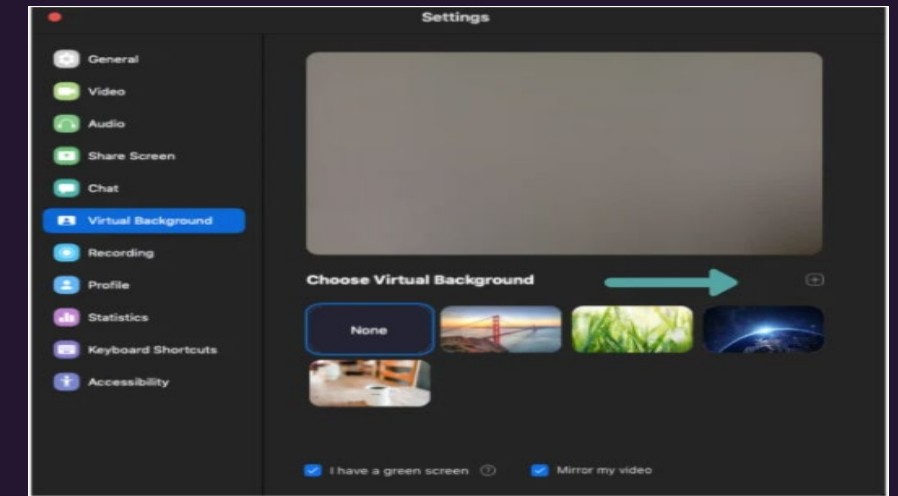 Settings
General
Video
Audio
Share Screen
Chat
Virtual Background
Recording
Profile
Statistics
Keyboard Shortcuts
Accessibility
Choose Virtual Background
None
I have a green screen ?
Mirror my video